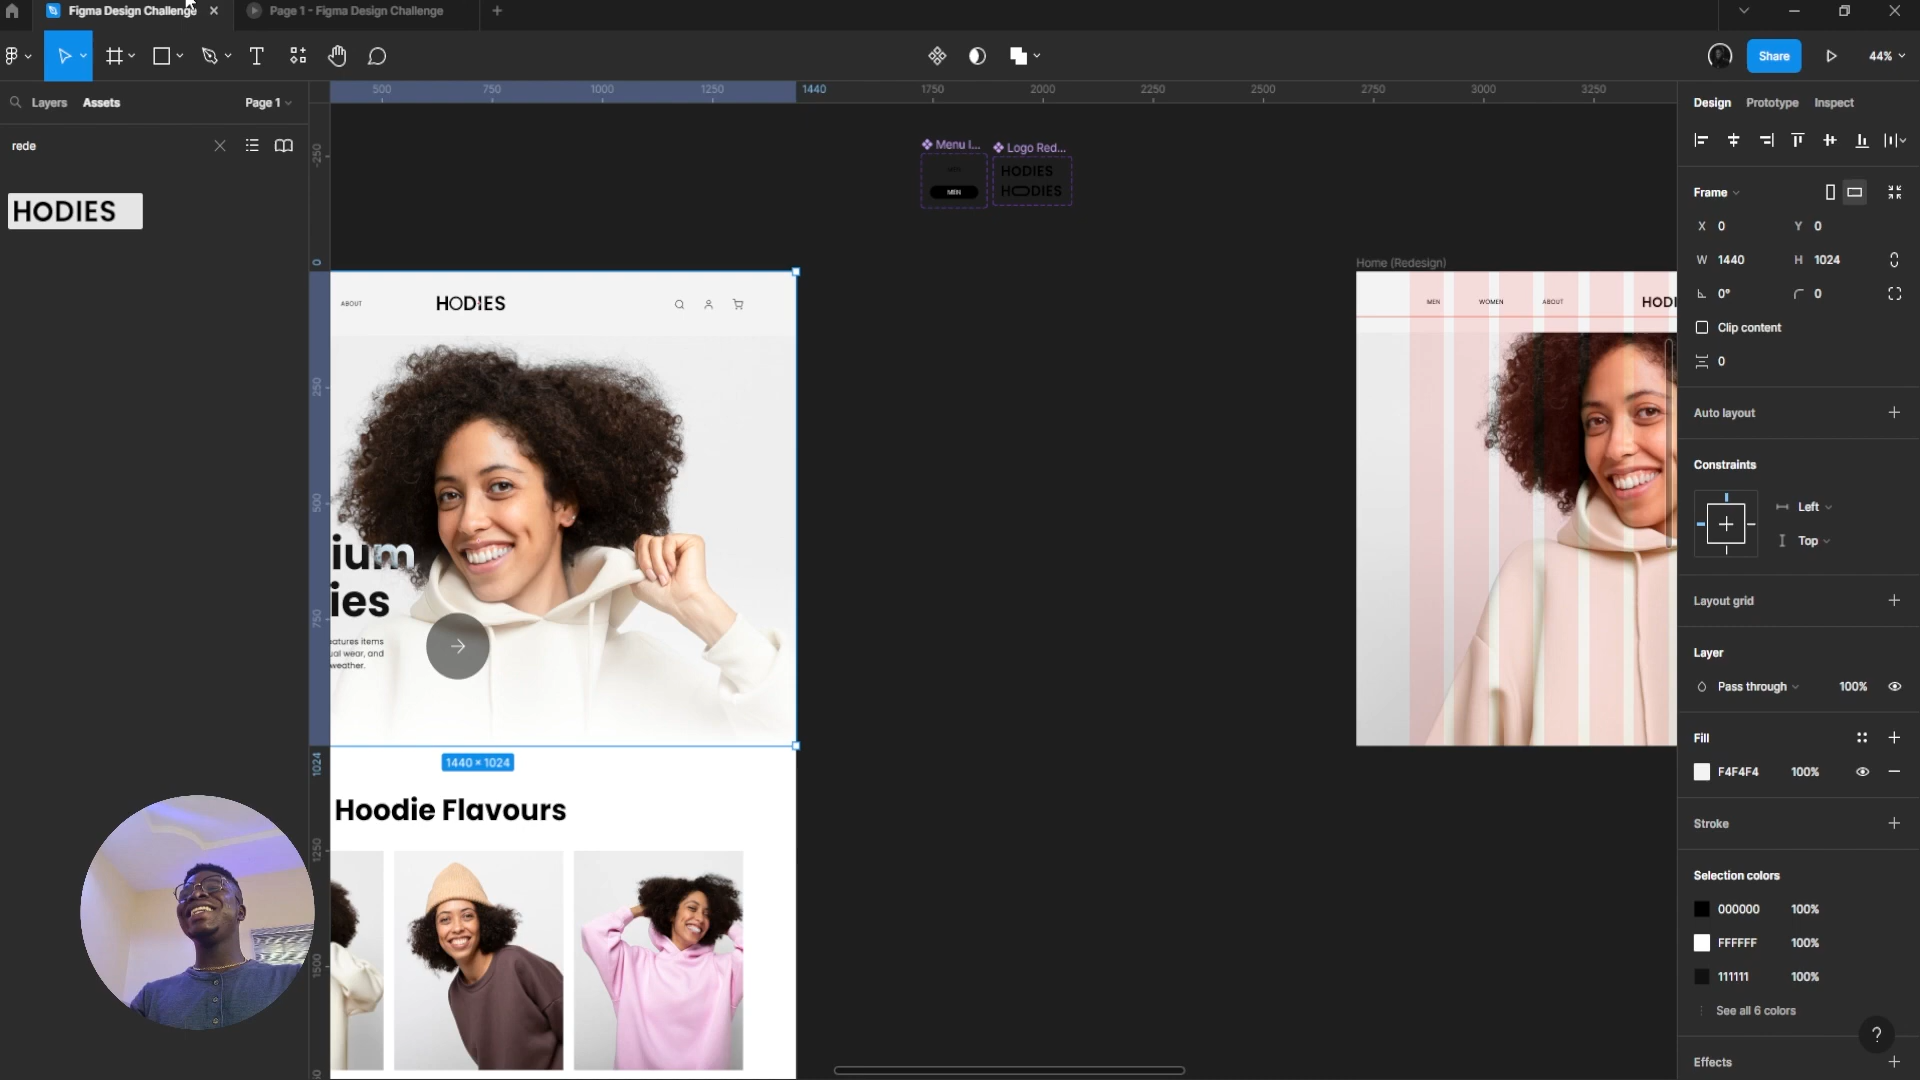 Figma Design Challenge
Page 1 - Figma Design Challenge
Share
44%
Layers
Assets
Page 1
500
750
1000
1250
1440
1750
2000
2250
2500
2750
3000
3250
Design
Prototype
Inspect
rede
HODIES
-250
0
250
500
750
1024
1250
1500
Menu I...
MEN
Logo Red...
HODIES
HODIES
ABOUT
HODIES
ium
ies
atures items
ual wear, and
weather.
1440 × 1024
Hoodie Flavours
Home (Redesign)
MEN
WOMEN
ABOUT
HODI
Frame
X 0
Y 0
W 1440
H 1024
0°
0
Clip content
0
Auto layout
Constraints
Left
Top
Layout grid
Layer
Pass through
100%
Fill
F4F4F4
100%
Stroke
Selection colors
000000 100%
FFFFFF 100%
111111 100%
See all 6 colors
?
Effects